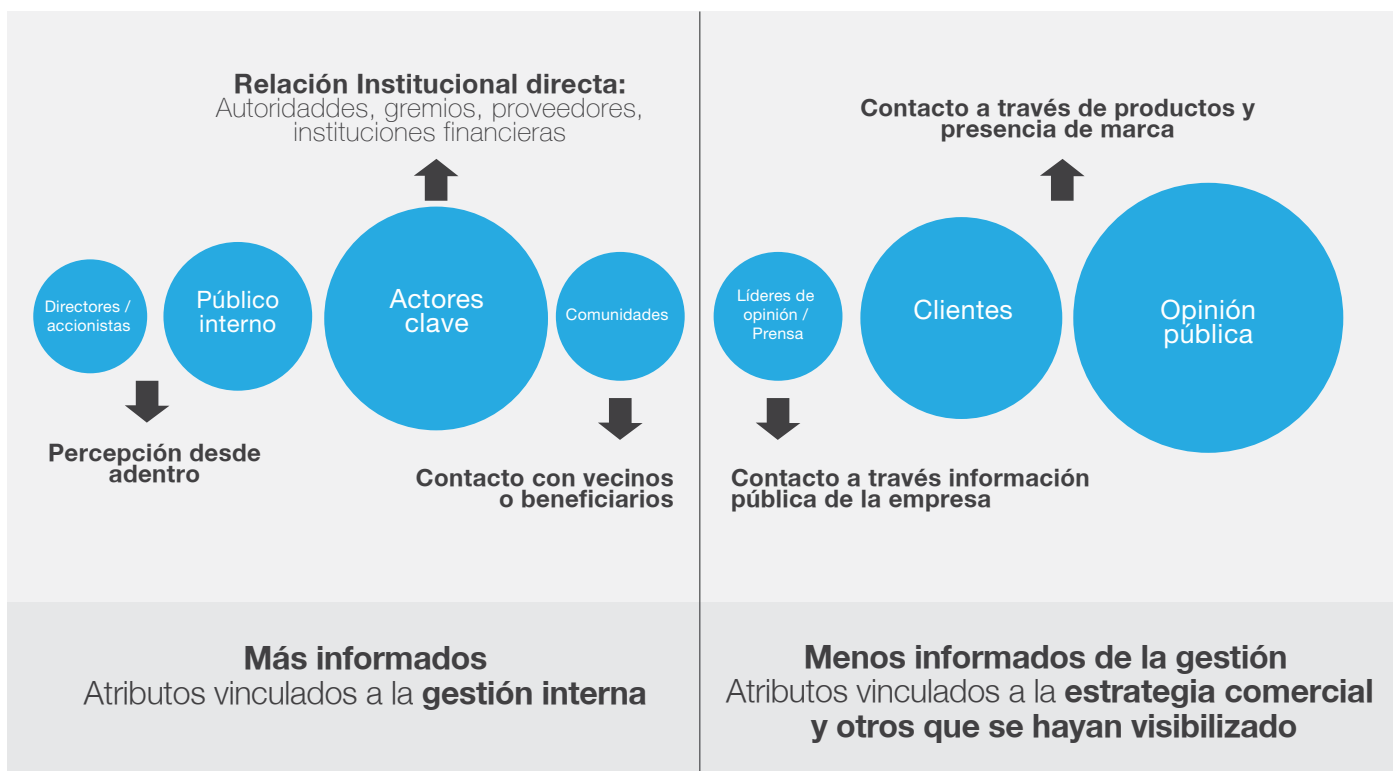 Relación Institucional directa:
Autoridaddes, gremios, proveedores,
instituciones financieras
Directores /
accionistas
Público
interno
Actores
clave
Comunidades
Percepción desde
adentro
Contacto con vecinos
o beneficiarios
Más informados
Atributos vinculados a la gestión interna
Contacto a través de productos y
presencia de marca
Líderes de
opinión /
Prensa
Clientes
Opinión
pública
Contacto a través información
pública de la empresa
Menos informados de la gestión
Atributos vinculados a la estrategia comercial
y otros que se hayan visibilizado